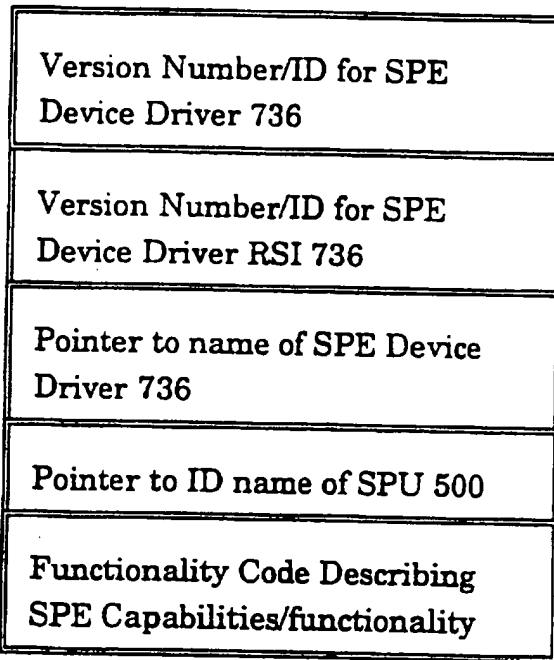 Version Number/ID for SPE
Device Driver 736
Version Number/ID for SPE
Device Driver RSI 736
Pointer to name of SPE Device
Driver 736
Pointer to ID name of SPU 500
Functionality Code Describing
SPE Capabilities/functionality